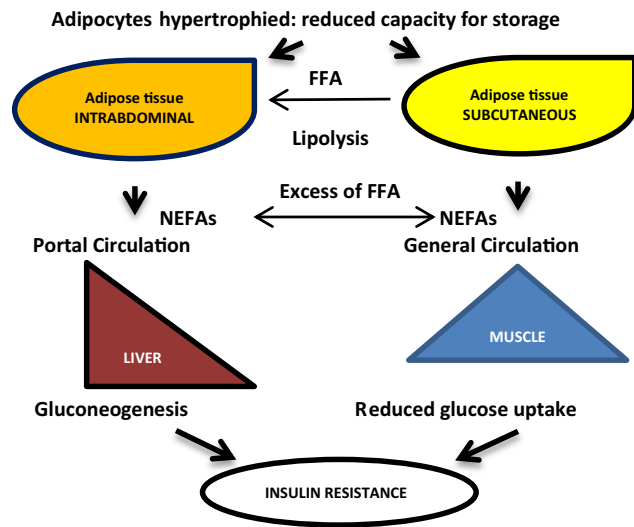 Adipocytes hypertrophied: reduced capacity for storage
FFA
Adipose tissue
INTRABDOMINAL
Adipose tissue
SUBCUTANEOUS
Lipolysis
Excess of FFA
NEFAs
NEFAs
Portal Circulation
General Circulation
LIVER
MUSCLE
Gluconeogenesis
Reduced glucose uptake
INSULIN RESISTANCE